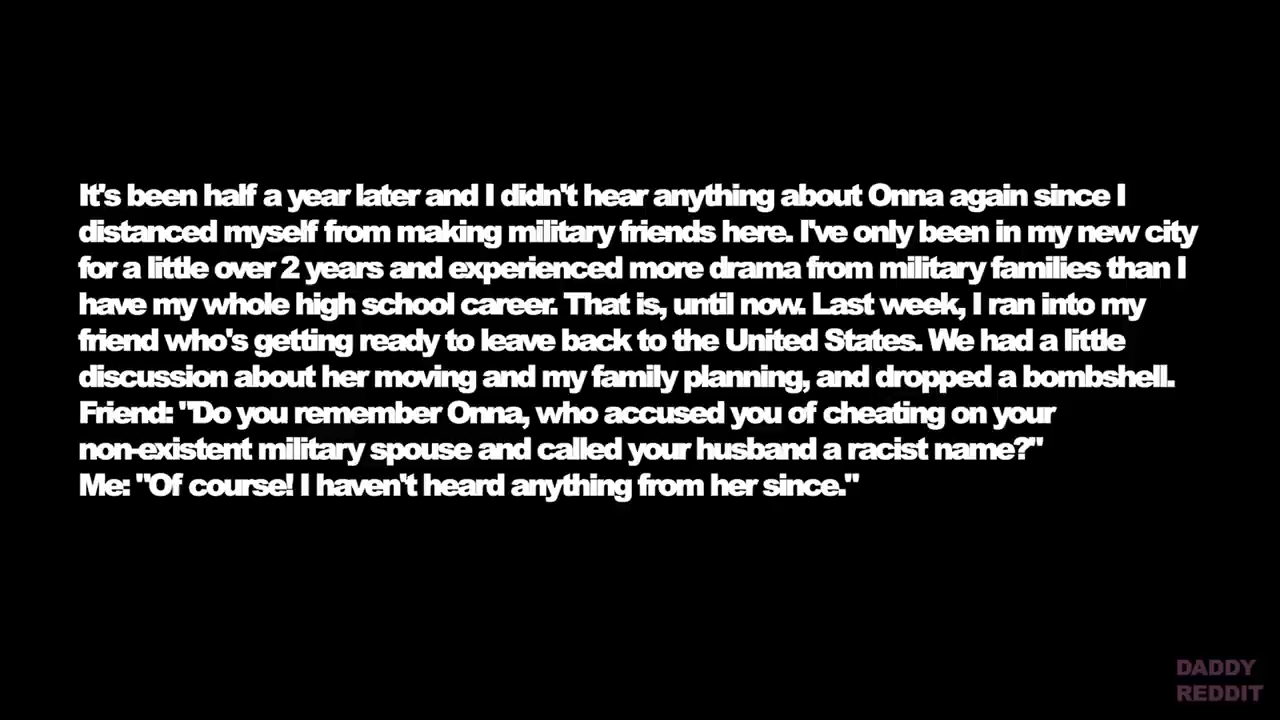 It's been half a year later and I didn't hear anything about Onna again since I
distanced myself from making military friends here. I've only been in my new city
for a little over 2 years and experienced more drama from military families than I
have my whole high school career. That is, until now. Last week, I ran into my
friend who's getting ready to leave back to the United States. We had a little
discussion about her moving and my family planning, and dropped a bombshell.
Friend: "Do you remember Onna, who accused you of cheating on your
non-existent military spouse and called your husband a racist name?"
Me: "Of course! I haven't heard anything from her since."
DADDY
REDDIT